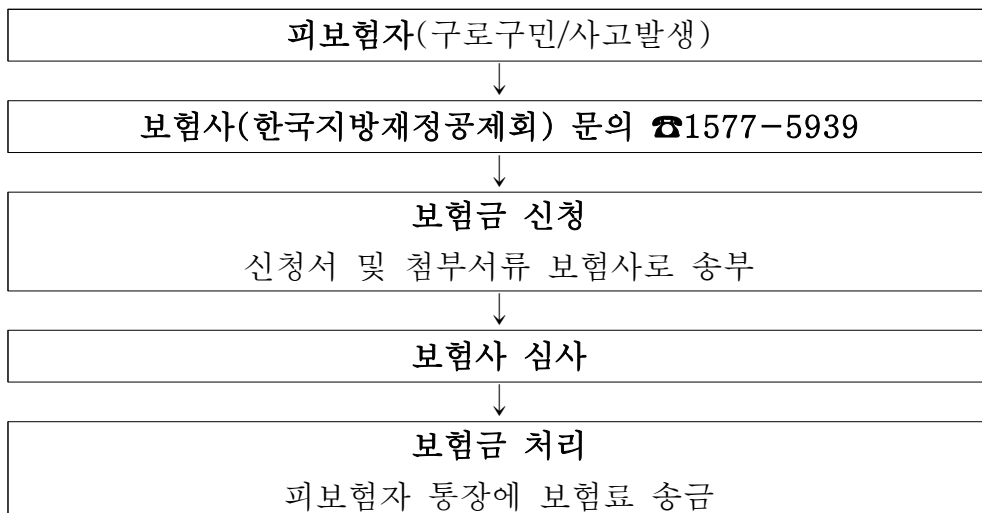 피보험자(구로구민/사고발생)
↓
보험사(한국지방재정공제회) 문의 ☎1577-5939
↓
보험금 신청
신청서 및 첨부서류 보험사로 송부
↓
보험사 심사
↓
보험금 처리
피보험자 통장에 보험료 송금